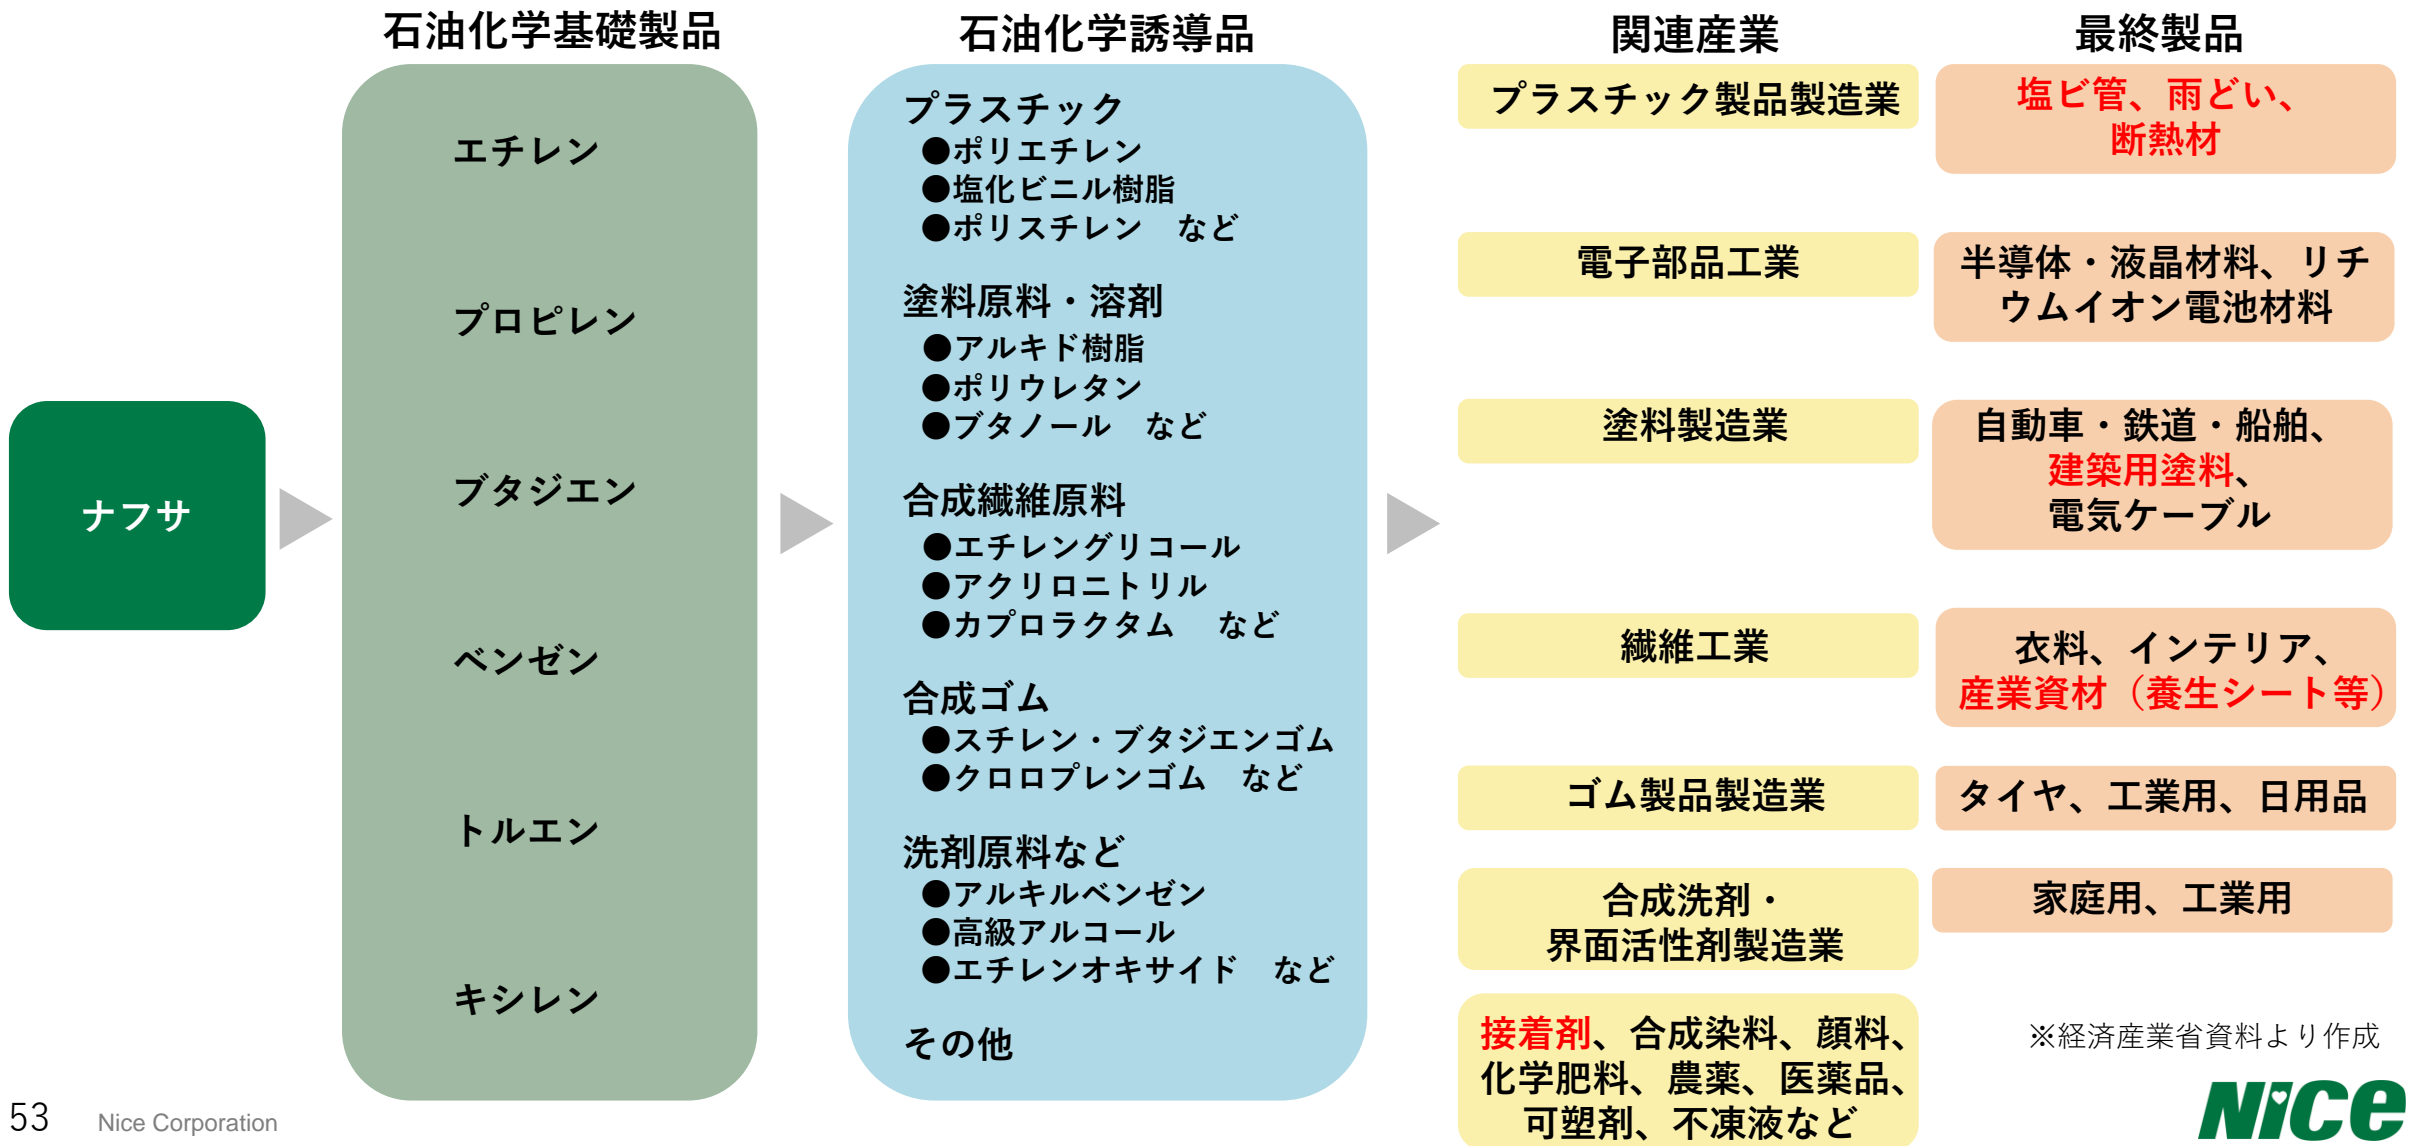 石油化学基礎製品
石油化学誘導品
関連産業
最終製品
ナフサ
エチレン
プロピレン
ブタジエン
ベンゼン
トルエン
キシレン
プラスチック
●ポリエチレン
●塩化ビニル樹脂
●ポリスチレン　など
塗料原料・溶剤
●アルキド樹脂
●ポリウレタン
●ブタノール　など
合成繊維原料
●エチレングリコール
●アクリロニトリル
●カプロラクタム　など
合成ゴム
●スチレン・ブタジエンゴム
●クロロプレンゴム　など
洗剤原料など
●アルキルベンゼン
●高級アルコール
●エチレンオキサイド　など
その他
プラスチック製品製造業
塩ビ管、雨どい、
断熱材
電子部品工業
半導体・液晶材料、リチ
ウムイオン電池材料
塗料製造業
自動車・鉄道・船舶、
建築用塗料、
電気ケーブル
繊維工業
衣料、インテリア、
産業資材（養生シート等）
ゴム製品製造業
タイヤ、工業用、日用品
合成洗剤・
界面活性剤製造業
家庭用、工業用
接着剤、合成染料、顔料、
化学肥料、農薬、医薬品、
可塑剤、不凍液など
※経済産業省資料より作成
53
Nice Corporation
Nice